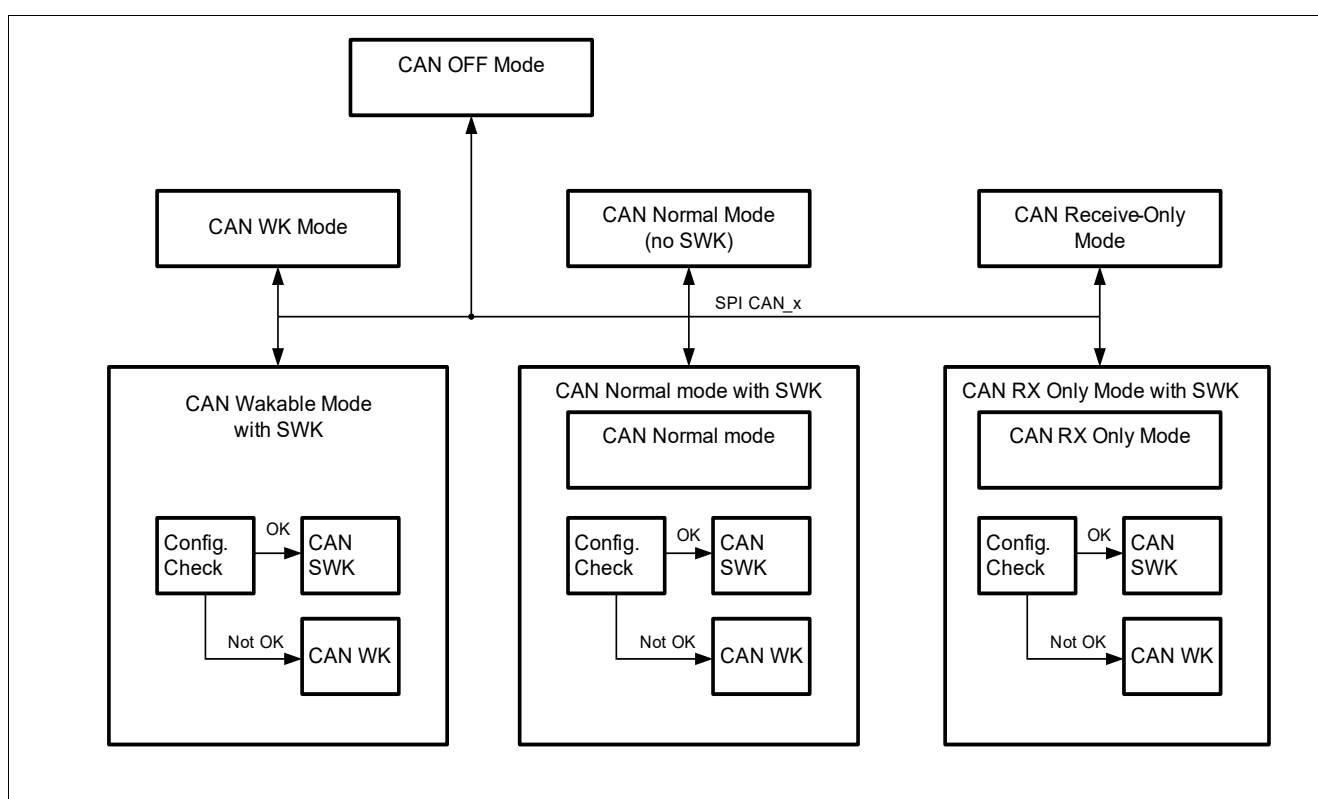 CAN OFF Mode
CAN WK Mode
CAN Normal Mode
(no SWK)
CAN Receive-Only
Mode
SPI CAN_x
CAN Wakable Mode
with SWK
Config.
Check
OK
CAN
SWK
Not OK
CAN WK
CAN Normal mode with SWK
CAN Normal mode
Config.
Check
OK
CAN
SWK
Not OK
CAN WK
CAN RX Only Mode with SWK
CAN RX Only Mode
Config.
Check
OK
CAN
SWK
Not OK
CAN WK